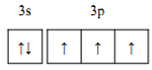 3s 3p
↑↓ ↑ ↑ ↑